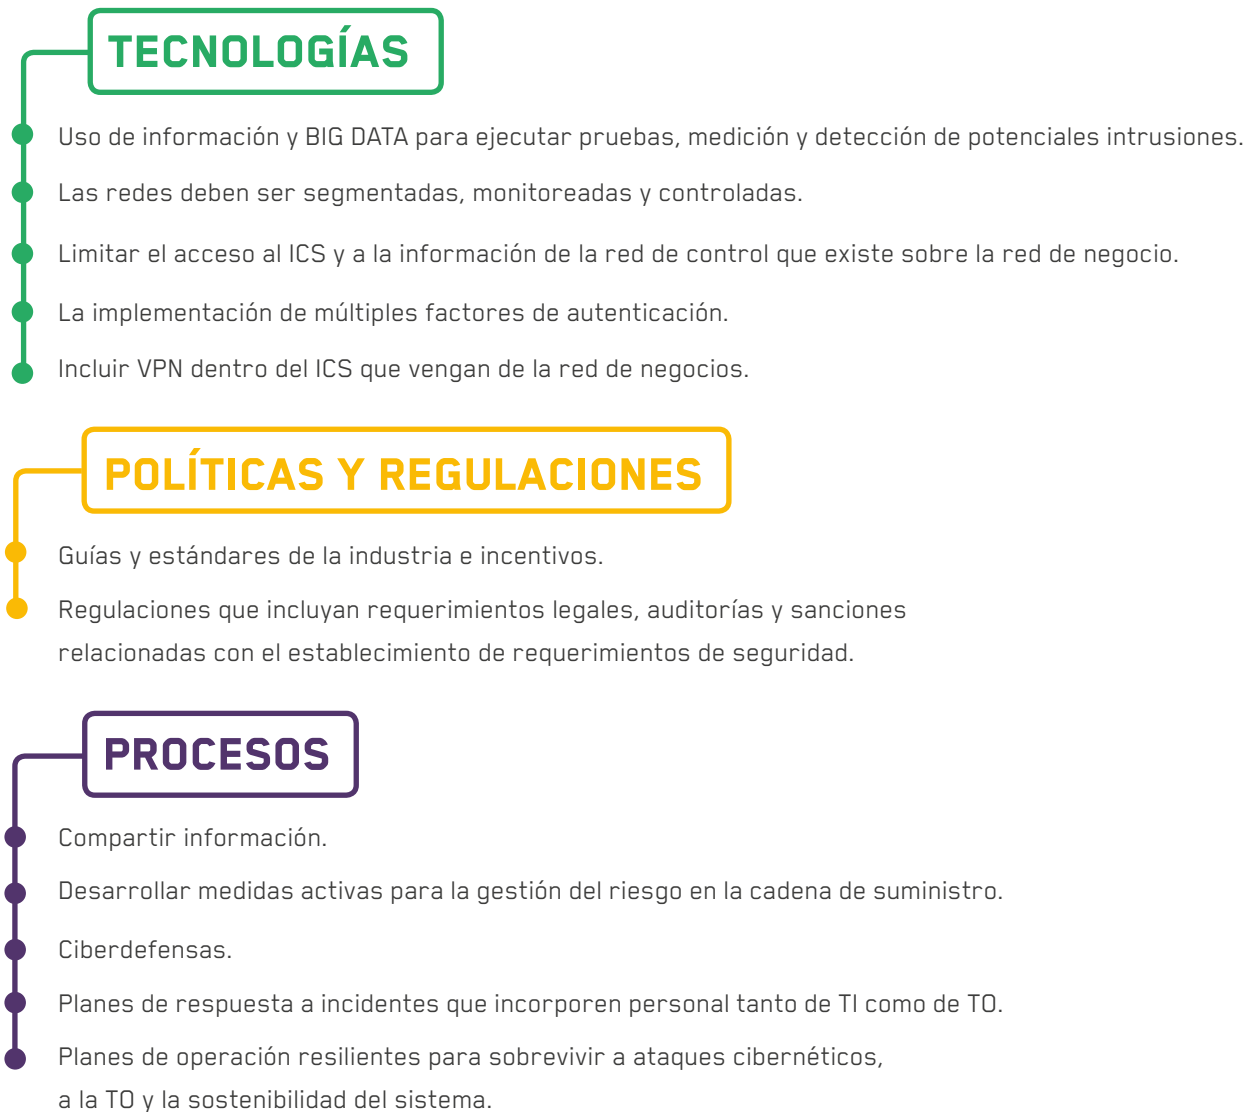 TECNOLOGÍAS
Uso de información y BIG DATA para ejecutar pruebas, medición y detección de potenciales intrusiones.
Las redes deben ser segmentadas, monitoreadas y controladas.
Limitar el acceso al ICS y a la información de la red de control que existe sobre la red de negocio.
La implementación de múltiples factores de autenticación.
Incluir VPN dentro del ICS que vengan de la red de negocios.
POLÍTICAS Y REGULACIONES
Guías y estándares de la industria e incentivos.
Regulaciones que incluyan requerimientos legales, auditorías y sanciones
relacionadas con el establecimiento de requerimientos de seguridad.
PROCESOS
Compartir información.
Desarrollar medidas activas para la gestión del riesgo en la cadena de suministro.
Ciberdefensas.
Planes de respuesta a incidentes que incorporen personal tanto de TI como de TO.
Planes de operación resilientes para sobrevivir a ataques cibernéticos,
a la TO y la sostenibilidad del sistema.